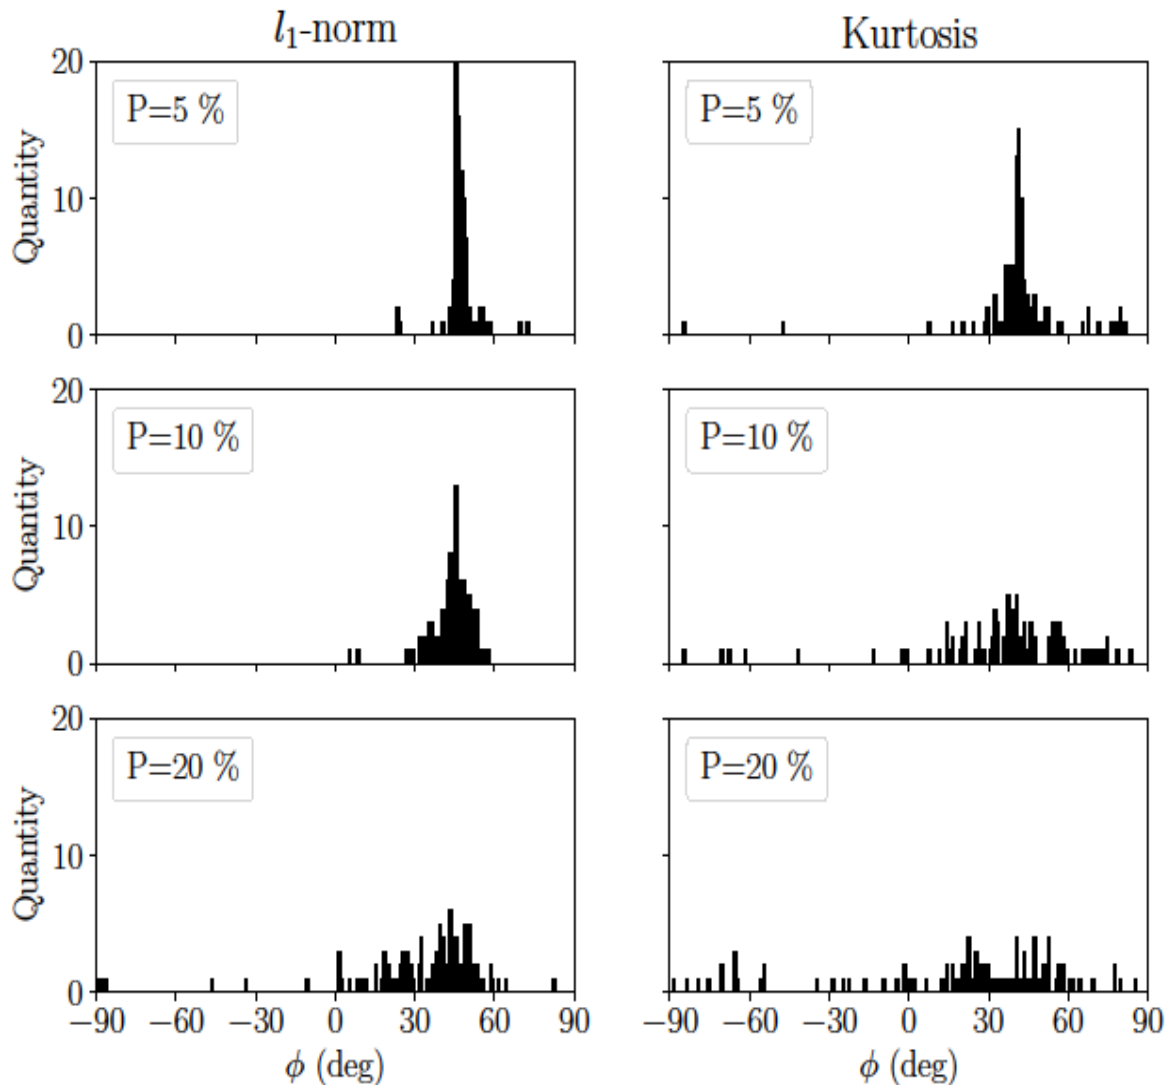 l₁-norm Kurtosis
20
P=5 % P=5 %
Quantity
10
0
20
P=10 % P=10 %
Quantity
10
0
20
P=20 % P=20 %
Quantity
10
0
−90 −60 −30 0 30 60 90 −90 −60 −30 0 30 60 90
ϕ (deg) ϕ (deg)